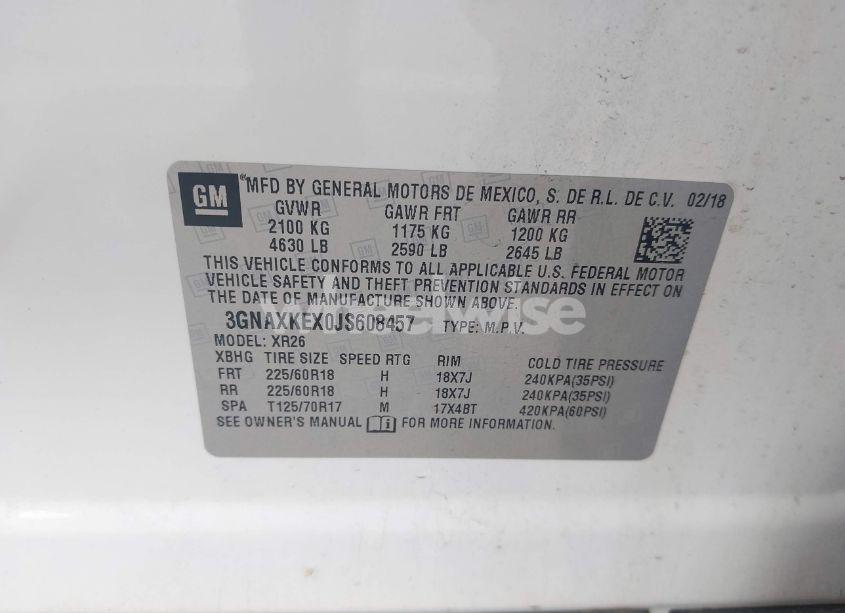 GM ®MFD BY GENERAL MOTORS DE MEXICO, S. DE R.L. DE C.V. 02/18
GVWR GAWR FRT GAWR RR
2100 KG 1175 KG 1200 KG
4630 LB 2590 LB 2645 LB
THIS VEHICLE CONFORMS TO ALL APPLICABLE U.S. FEDERAL MOTOR
VEHICLE SAFETY AND THEFT PREVENTION STANDARDS IN EFFECT ON
THE DATE OF MANUFACTURE SHOWN ABOVE.
3GNAXKEX0JS608457 TYPE: M.P.V.
wheelwise
MODEL: XR26
XBHG TIRE SIZE SPEED RTG RIM COLD TIRE PRESSURE
FRT 225/60R18 H 18X7J 240KPA(35PSI)
RR 225/60R18 H 18X7J 240KPA(35PSI)
SPA T125/70R17 M 17X4BT 420KPA(60PSI)
SEE OWNER'S MANUAL FOR MORE INFORMATION.